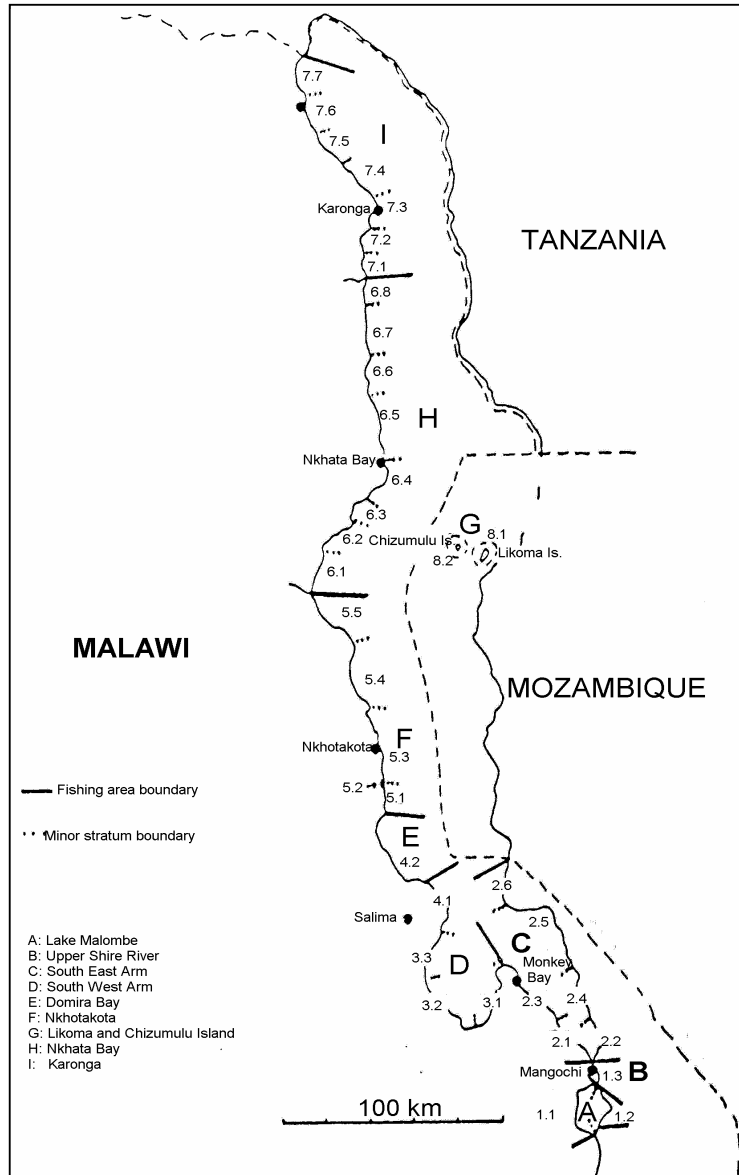 7.7
7.6
7.5
I
7.4
Karonga
7.3
7.2
TANZANIA
7.1
6.8
6.7
6.6
6.5
H
Nkhata Bay
6.4
6.3
G
8.1
6.2
Chizumulu Is.
8.2
Likoma Is.
6.1
5.5
MALAWI
5.4
MOZAMBIQUE
Nkhotakota
F
5.3
Fishing area boundary
5.2
5.1
Minor stratum boundary
E
4.2
2.6
4.1
Salima
2.5
C
3.3
D
Monkey
Bay
3.2
3.1
2.3
2.4
2.1
2.2
Mangochi
1.3
B
1.1
A
1.2
A: Lake Malombe
B: Upper Shire River
C: South East Arm
D: South West Arm
E: Domira Bay
F: Nkhotakota
G: Likoma and Chizumulu Island
H: Nkhata Bay
I: Karonga
100 km